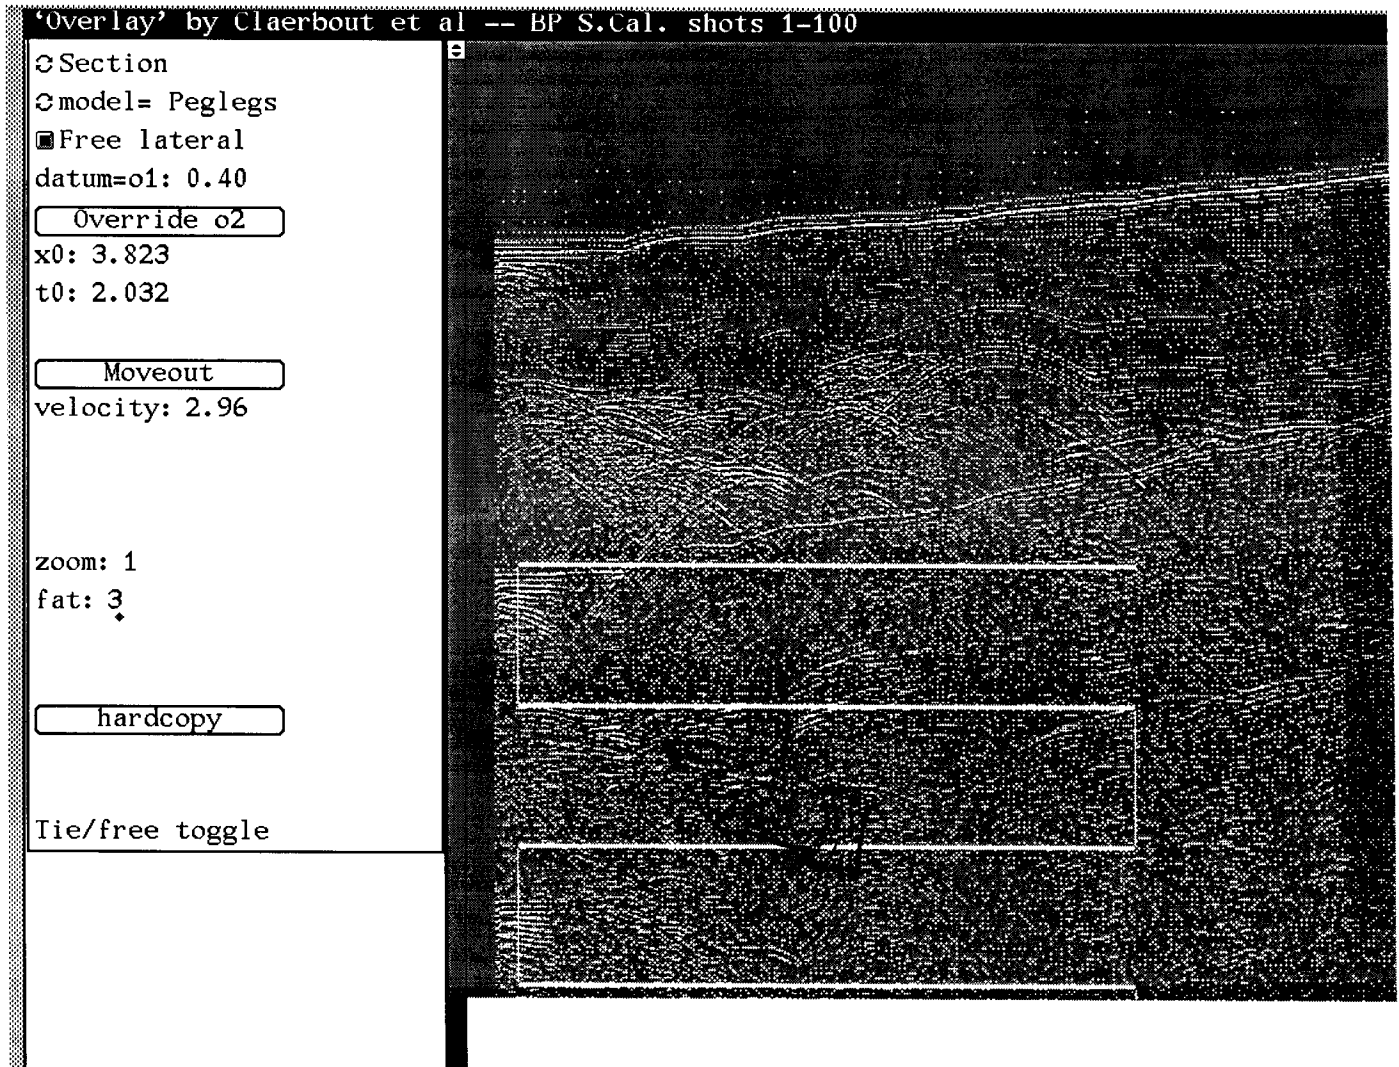 ‘Overlay’ by Claerbout et al -- BP S.Cal. shots 1-100
Section
model= Peglegs
Free lateral
datum=o1: 0.40
Override o2
x0: 3.823
t0: 2.032
Moveout
velocity: 2.96
zoom: 1
fat: 3
hardcopy
Tie/free toggle